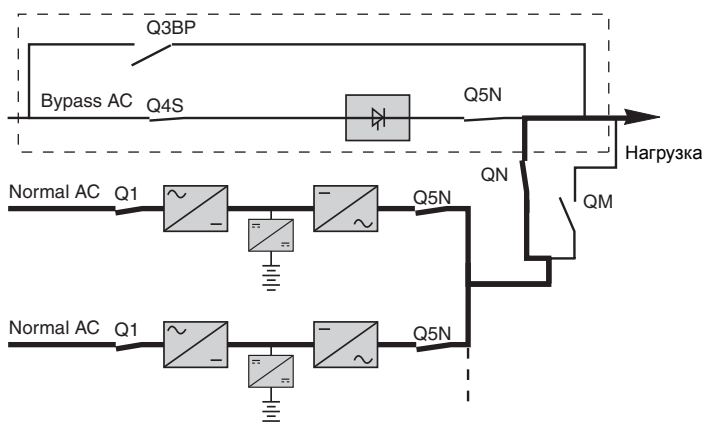 Q3BP
Bypass AC
Q4S
Q5N
Нагрузка
QN
QM
Normal AC
Q1
Q5N
Normal AC
Q1
Q5N